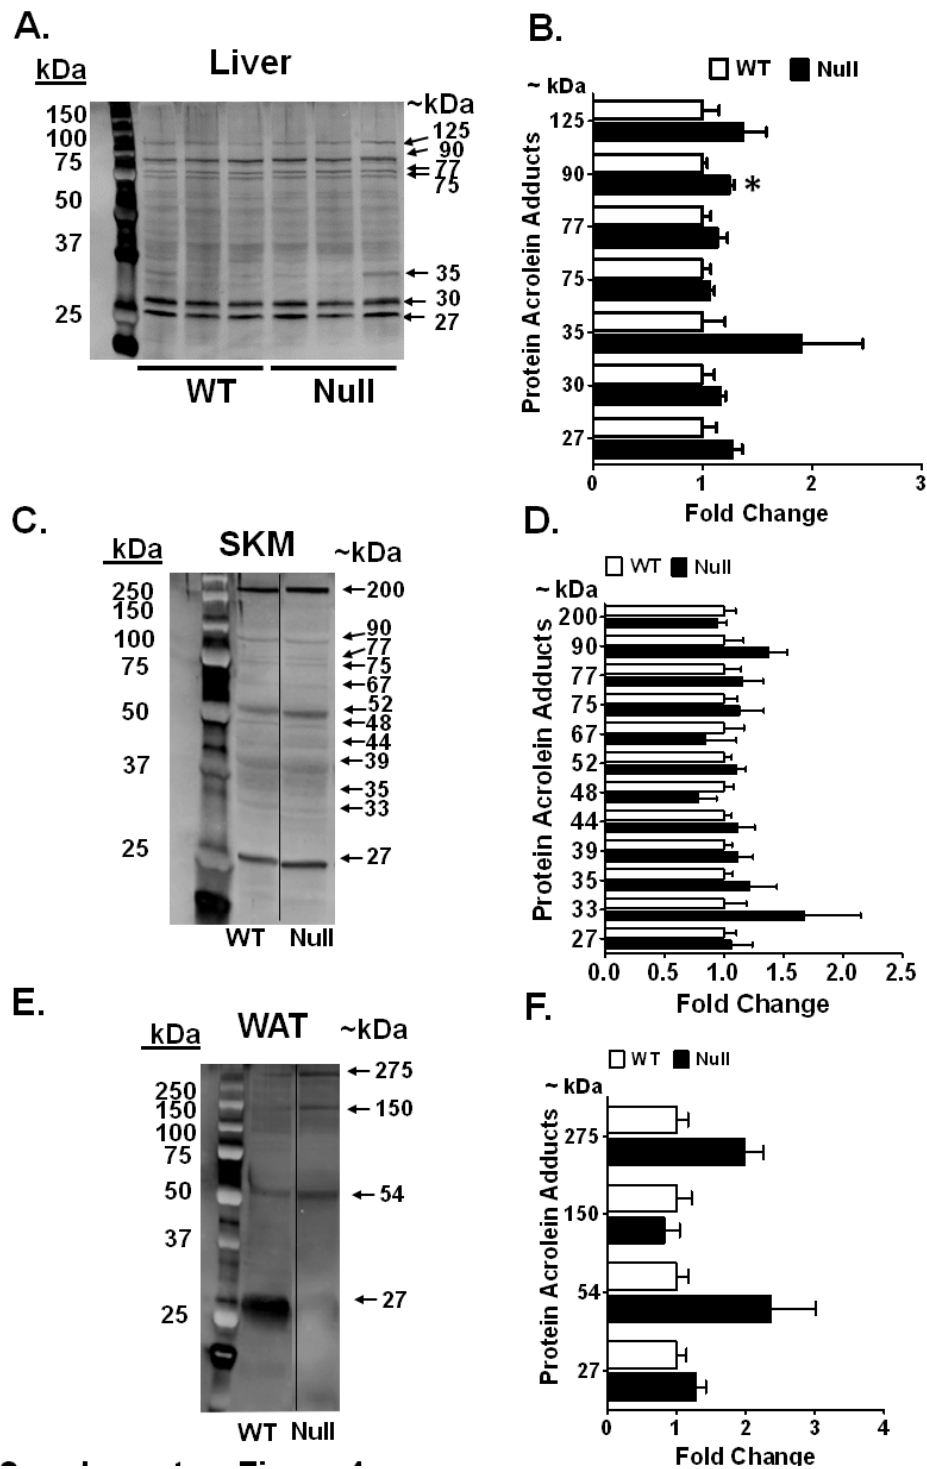 A.
Liver
kDa
150
100
75
50
37
25
~kDa
125
90
77
75
35
30
27
WT
Null
B.
WT
Null
~ kDa
Protein Acrolein Adducts
125
90
*
77
75
35
30
27
0
1
2
3
Fold Change
C.
kDa
SKM
~kDa
250
150
100
75
50
37
25
200
90
77
75
67
52
48
44
39
35
33
27
WT
Null
D.
WT
Null
~ kDa
Protein Acrolein Adducts
200
90
77
75
67
52
48
44
39
35
33
27
0.0
0.5
1.0
1.5
2.0
2.5
Fold Change
E.
kDa
WAT
~kDa
250
150
100
75
50
37
25
275
150
54
27
WT
Null
F.
WT
Null
~ kDa
Protein Acrolein Adducts
275
150
54
27
0
1
2
3
4
Fold Change